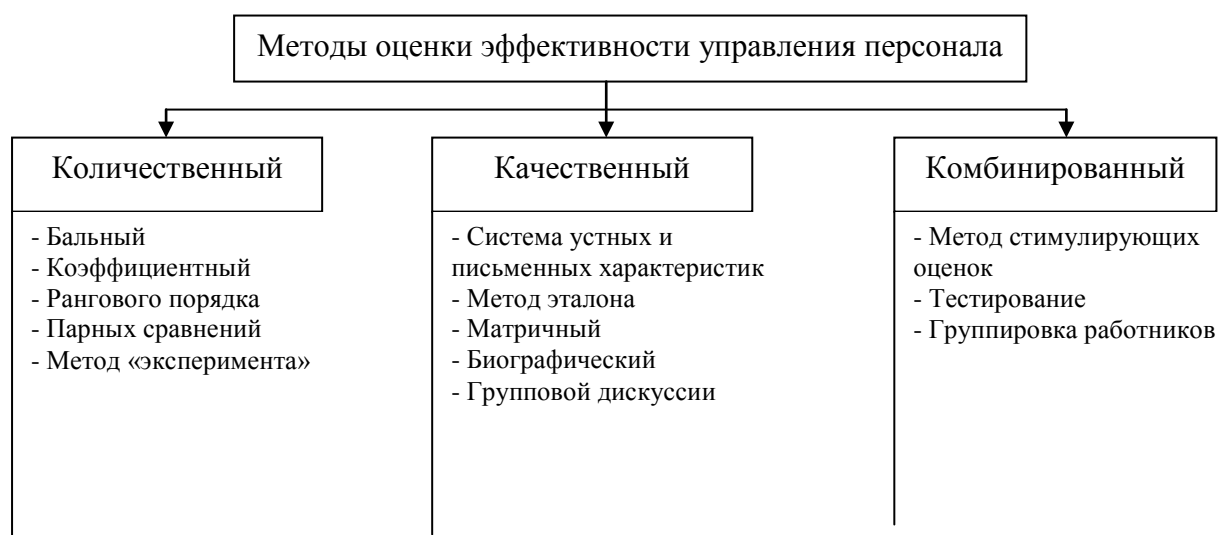 Методы оценки эффективности управления персонала
Количественный
- Бальный
- Коэффициентный
- Рангового порядка
- Парных сравнений
- Метод «эксперимента»
Качественный
- Система устных и
письменных характеристик
- Метод эталона
- Матричный
- Биографический
- Групповой дискуссии
Комбинированный
- Метод стимулирующих
оценок
- Тестирование
- Группировка работников